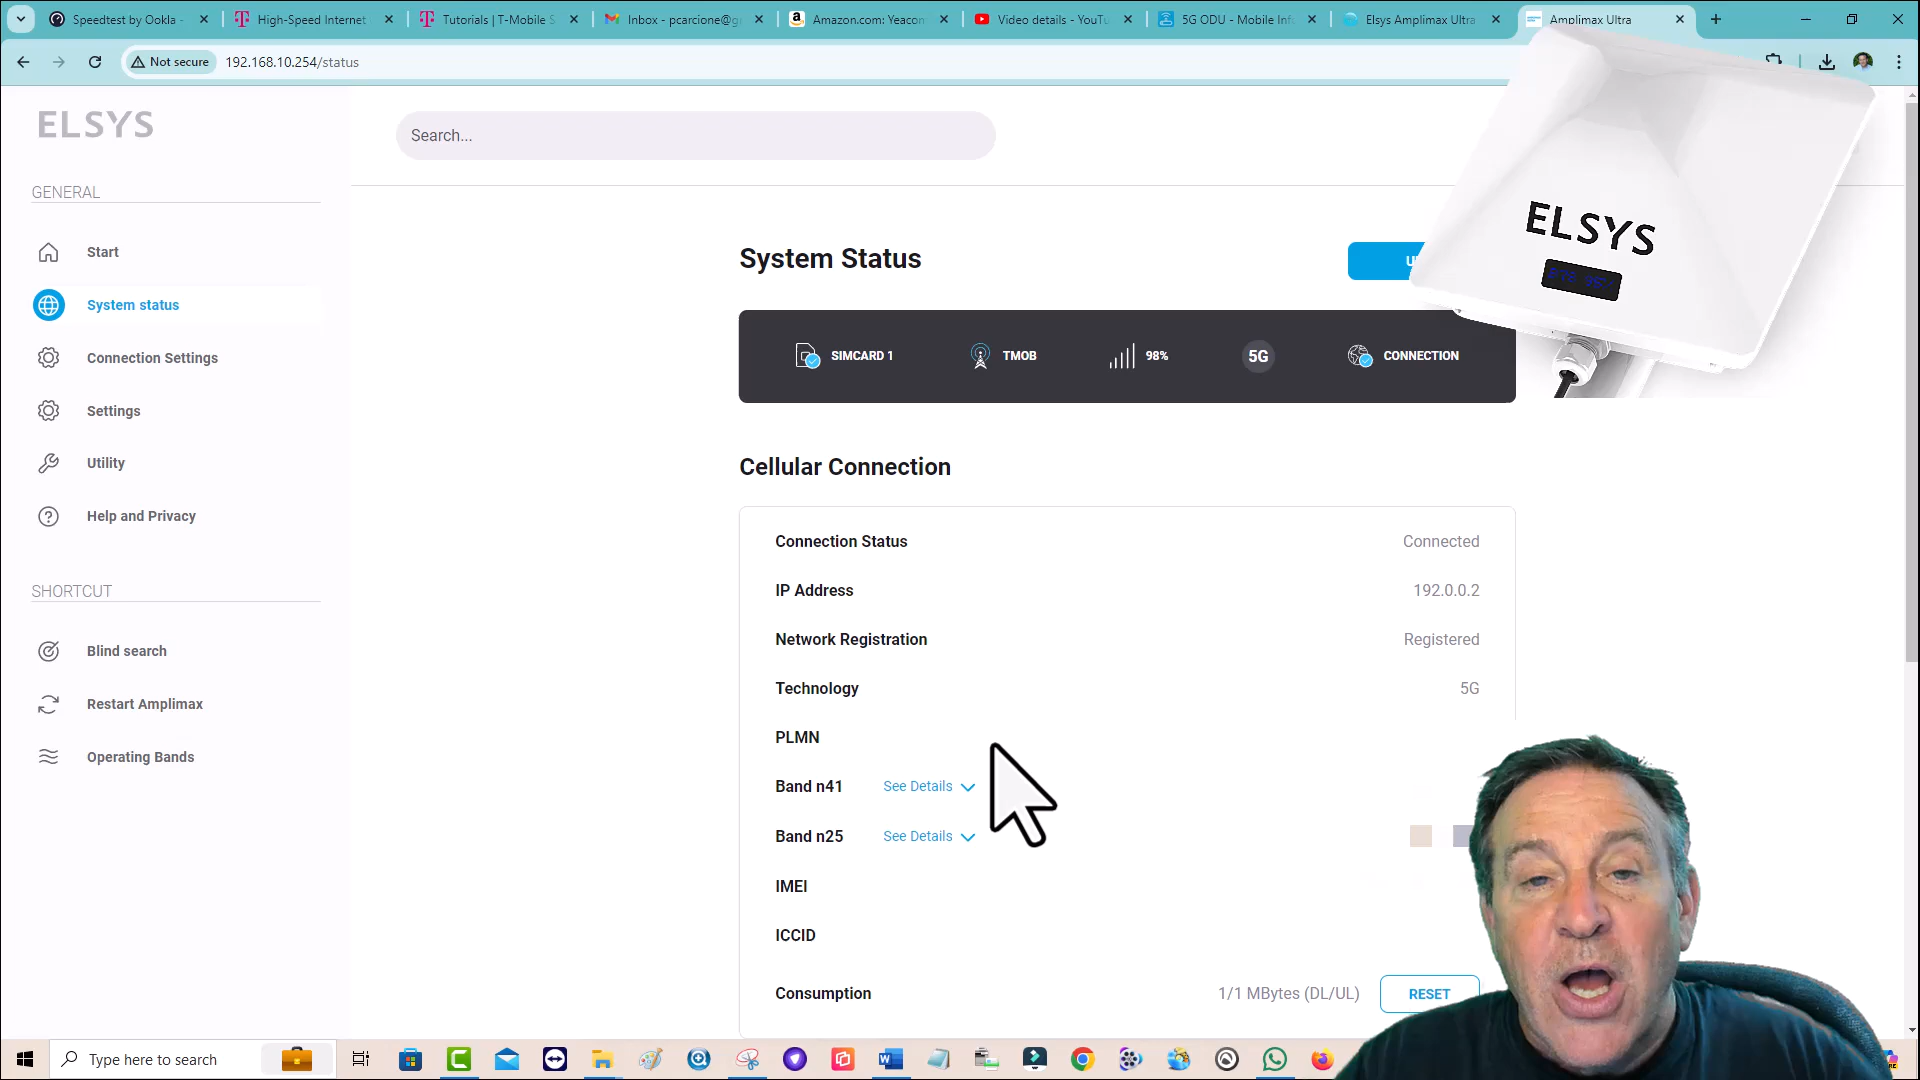 Speedtest by Ookla -
High-Speed Internet
Tutorials | T-Mobile S
Inbox - pcarcione@g
Amazon.com: Yeacon
Video details - YouTu
5G ODU - Mobile Inf
Elsys Amplimax Ultra
Amplimax Ultra
Not secure
192.168.10.254/status
ELSYS
Search...
GENERAL
Start
System status
Connection Settings
Settings
Utility
Help and Privacy
SHORTCUT
Blind search
Restart Amplimax
Operating Bands
System Status
ELSYS
SIMCARD 1
TMOB
98%
5G
CONNECTION
Cellular Connection
Connection Status Connected
IP Address 192.0.0.2
Network Registration Registered
Technology 5G
PLMN
Band n41 See Details
Band n25 See Details
IMEI
ICCID
Consumption 1/1 MBytes (DL/UL) RESET
Type here to search